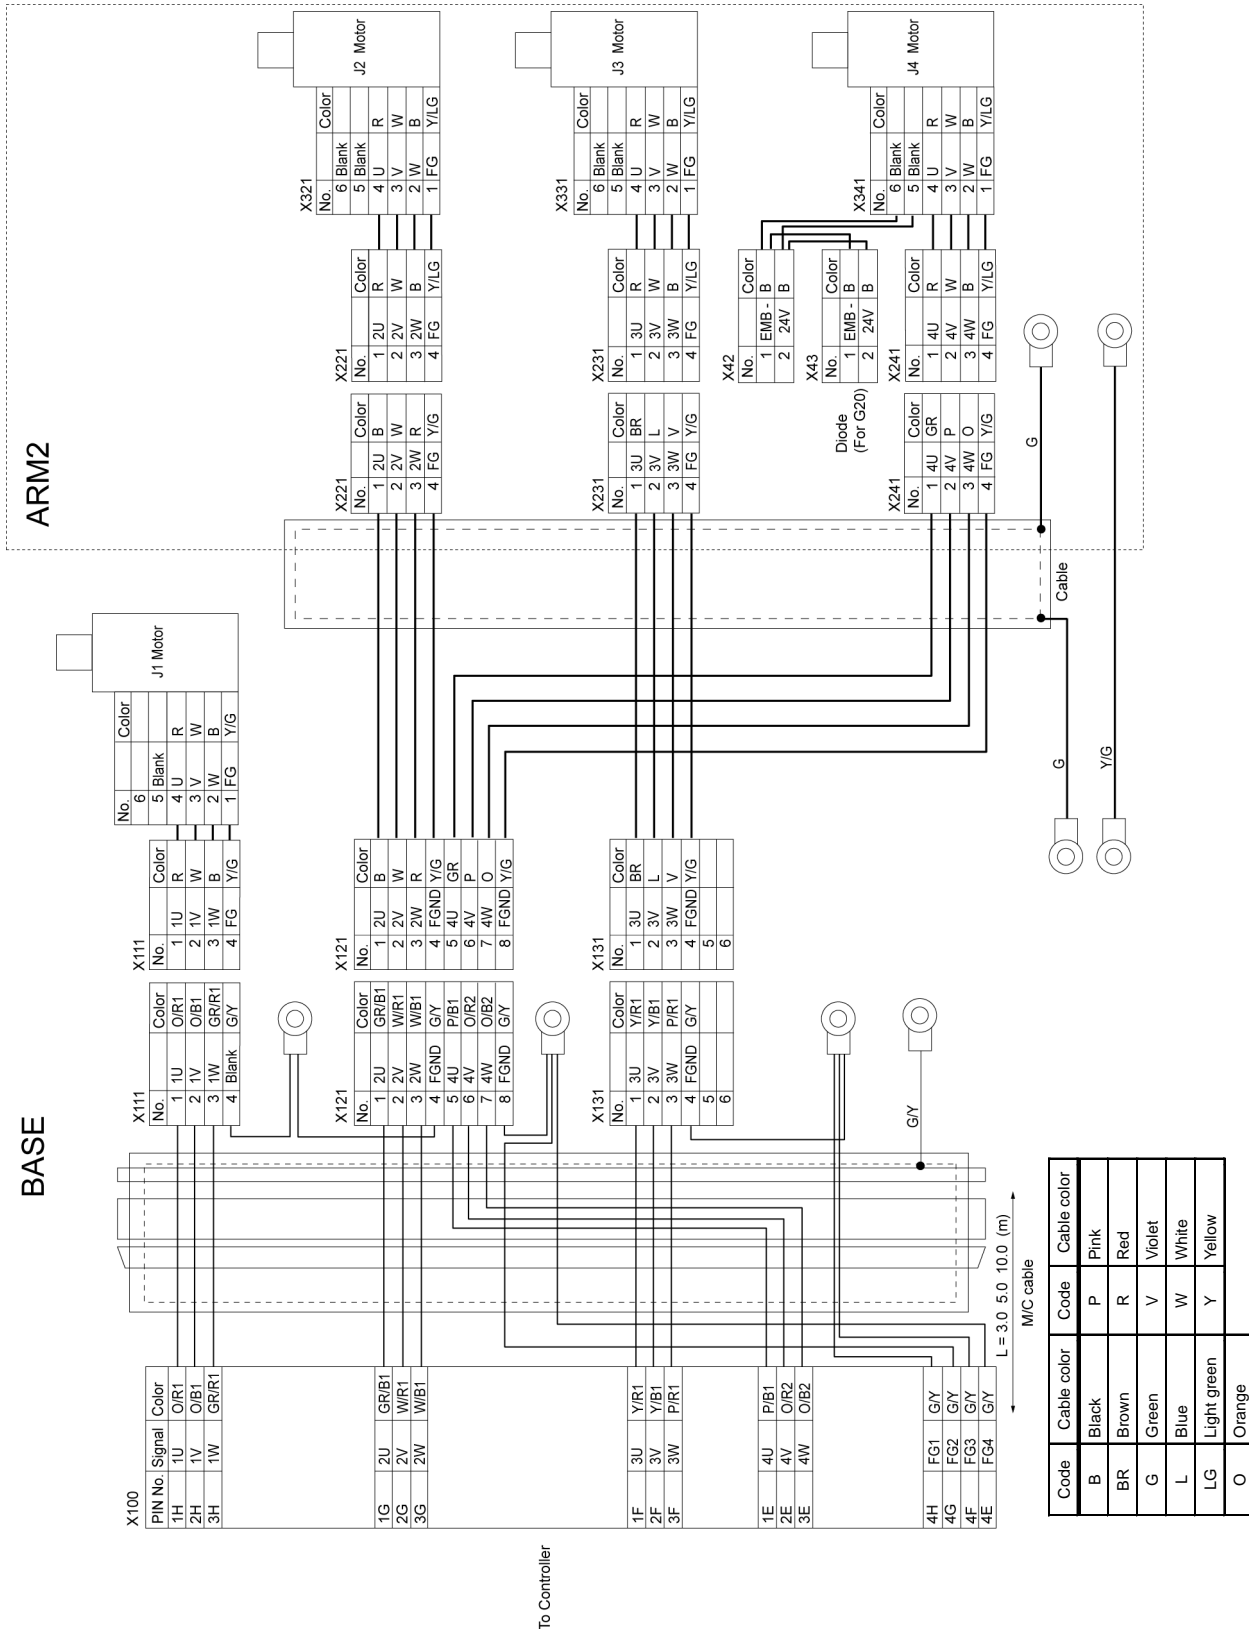 BASE
ARM2
To Controller
X100
PIN No. Signal Color
1H 1U O/R1
2H 1V O/B1
3H 1W GR/R1
1G 2U GR/B1
2G 2V W/R1
3G 2W W/B1
1F 3U Y/R1
2F 3V Y/B1
3F 3W P/R1
1E 4U P/B1
2E 4V O/R2
3E 4W O/B2
4H FG1 G/Y
4G FG2 G/Y
4F FG3 G/Y
4E FG4 G/Y
L = 3.0 5.0 10.0 (m)
M/C cable
G/Y
X111
No. Color
1 1U O/R1
2 1V O/B1
3 1W GR/R1
4 Blank G/Y
X121
No. Color
1 2U GR/B1
2 2V W/R1
3 2W W/B1
4 FGND G/Y
5 4U P/B1
6 4V O/R2
7 4W O/B2
8 FGND G/Y
X131
No. Color
1 3U Y/R1
2 3V Y/B1
3 3W P/R1
4 FGND G/Y
5
6
X111
No. Color
1 1U R
2 1V W
3 1W B
4 FG Y/G
X121
No. Color
1 2U B
2 2V W
3 2W R
4 FGND Y/G
5 4U GR
6 4V P
7 4W O
8 FGND Y/G
X131
No. Color
1 3U BR
2 3V L
3 3W V
4 FGND Y/G
5
6
No. Color
6
5 Blank
4 U R
3 V W
2 W B
1 FG Y/G
J1 Motor
Cable
G
Y/G
G
X221
No. Color
1 2U B
2 2V W
3 2W R
4 FG Y/G
X231
No. Color
1 3U BR
2 3V L
3 3W V
4 FG Y/G
X241
No. Color
1 4U GR
2 4V P
3 4W O
4 FG Y/G
X221
No. Color
1 2U R
2 2V W
3 2W B
4 FG Y/LG
X231
No. Color
1 3U R
2 3V W
3 3W B
4 FG Y/LG
X42
No. Color
1 EMB - B
2 24V B
X43
No. Color
1 EMB - B
2 24V B
Diode
(For G20)
X241
No. Color
1 4U R
2 4V W
3 4W B
4 FG Y/LG
X321
No. Color
6 Blank
5 Blank
4 U R
3 V W
2 W B
1 FG Y/LG
J2 Motor
X331
No. Color
6 Blank
5 Blank
4 U R
3 V W
2 W B
1 FG Y/LG
J3 Motor
X341
No. Color
6 Blank
5 Blank
4 U R
3 V W
2 W B
1 FG Y/LG
J4 Motor
Code Cable color Code Cable color
B Black P Pink
BR Brown R Red
G Green V Violet
L Blue W White
LG Light green Y Yellow
O Orange